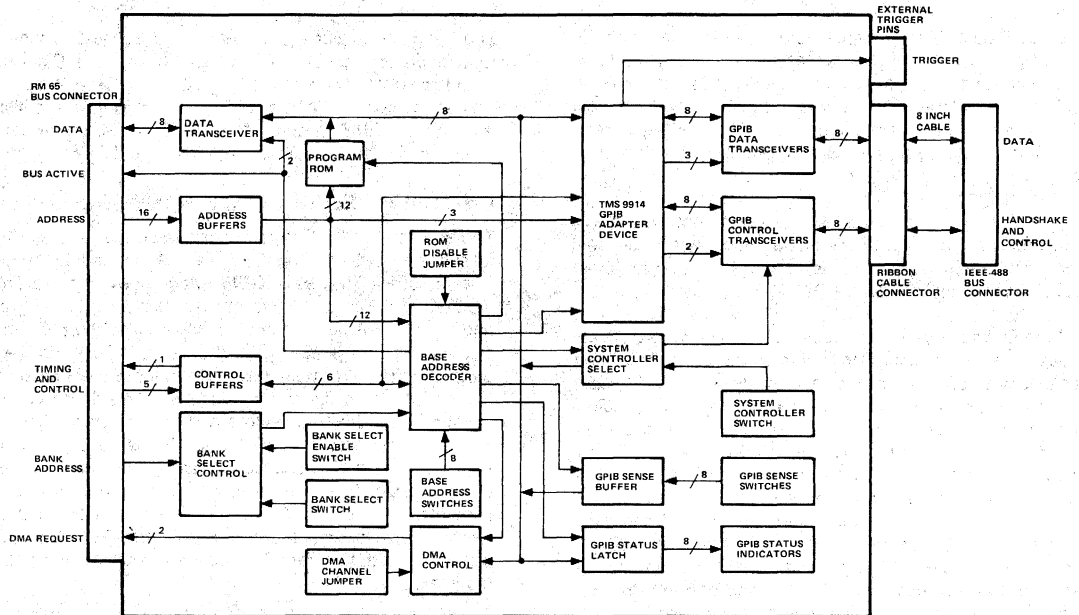 EXTERNAL
TRIGGER
PINS
TRIGGER
RM 65
BUS CONNECTOR
DATA
8
DATA
TRANSCEIVER
8
2
PROGRAM
ROM
BUS ACTIVE
12
ADDRESS
16
ADDRESS
BUFFERS
3
TMS 9914
GPJB
ADAPTER
DEVICE
8
3
GPIB
DATA
TRANSCEIVERS
8
8 INCH
CABLE
DATA
8
2
GPIB
CONTROL
TRANSCEIVERS
8
HANDSHAKE
AND
CONTROL
RIBBON
CABLE
CONNECTOR
IEEE-488
BUS
CONNECTOR
ROM
DISABLE
JUMPER
12
BASE
ADDRESS
DECODER
SYSTEM
CONTROLLER
SELECT
SYSTEM
CONTROLLER
SWITCH
TIMING
AND
CONTROL
1
5
CONTROL
BUFFERS
6
BANK
ADDRESS
BANK
SELECT
CONTROL
BANK SELECT
ENABLE
SWITCH
BANK SELECT
SWITCH
8
BASE
ADDRESS
SWITCHES
GPIB SENSE
BUFFER
8
GPIB SENSE
SWITCHES
DMA REQUEST
2
DMA
CHANNEL
JUMPER
DMA
CONTROL
GPIB STATUS
LATCH
8
GPIB STATUS
INDICATORS